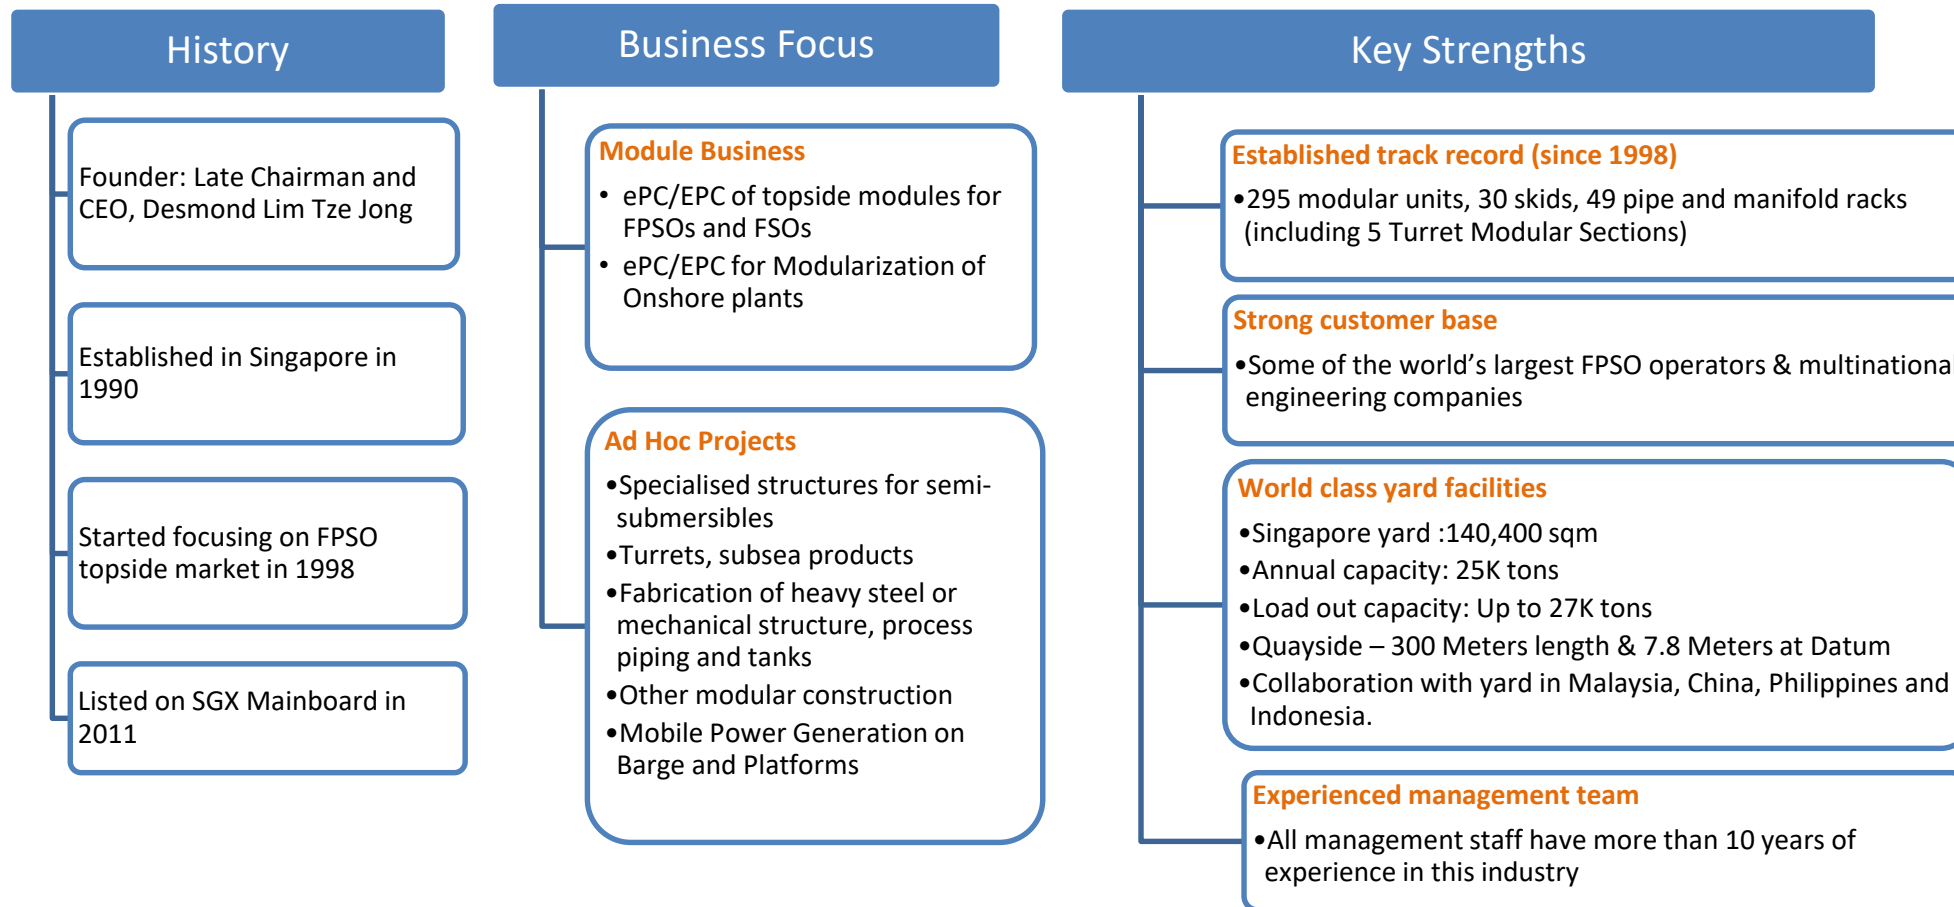 History
Founder: Late Chairman and
CEO, Desmond Lim Tze Jong
Established in Singapore in
1990
Started focusing on FPSO
topside market in 1998
Listed on SGX Mainboard in
2011
Business Focus
Module Business
• ePC/EPC of topside modules for
FPSOs and FSOs
• ePC/EPC for Modularization of
Onshore plants
Ad Hoc Projects
•Specialised structures for semi-
submersibles
•Turrets, subsea products
•Fabrication of heavy steel or
mechanical structure, process
piping and tanks
•Other modular construction
•Mobile Power Generation on
Barge and Platforms
Key Strengths
Established track record (since 1998)
•295 modular units, 30 skids, 49 pipe and manifold racks
(including 5 Turret Modular Sections)
Strong customer base
•Some of the world’s largest FPSO operators & multinational
engineering companies
World class yard facilities
•Singapore yard :140,400 sqm
•Annual capacity: 25K tons
•Load out capacity: Up to 27K tons
•Quayside – 300 Meters length & 7.8 Meters at Datum
•Collaboration with yard in Malaysia, China, Philippines and
Indonesia.
Experienced management team
•All management staff have more than 10 years of
experience in this industry